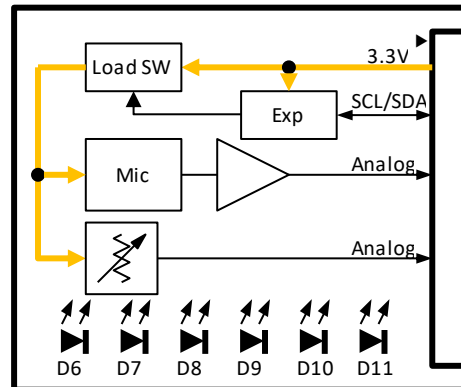 Load SW
3.3V
Exp
SCL/SDA
Mic
Analog
Analog
D6 D7 D8 D9 D10 D11